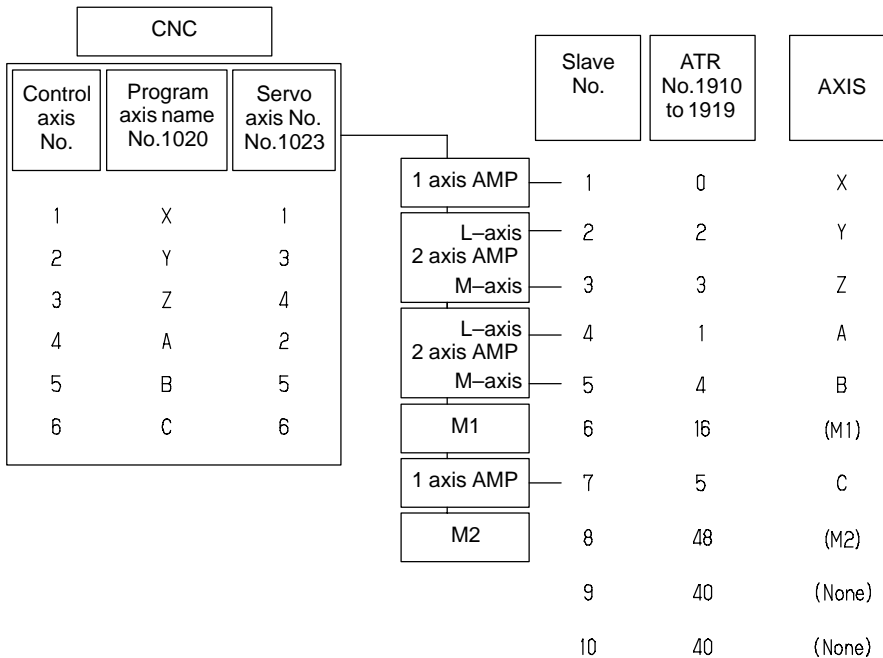 CNC
Control
axis
No.
Program
axis name
No.1020
Servo
axis No.
No.1023
1 X 1
2 Y 3
3 Z 4
4 A 2
5 B 5
6 C 6
Slave
No.
ATR
No.1910
to 1919
AXIS
1 axis AMP 1 0 X
L–axis 2 2 Y
2 axis AMP
M–axis 3 3 Z
L–axis 4 1 A
2 axis AMP
M–axis 5 4 B
M1 6 16 (M1)
1 axis AMP 7 5 C
M2 8 48 (M2)
9 40 (None)
10 40 (None)